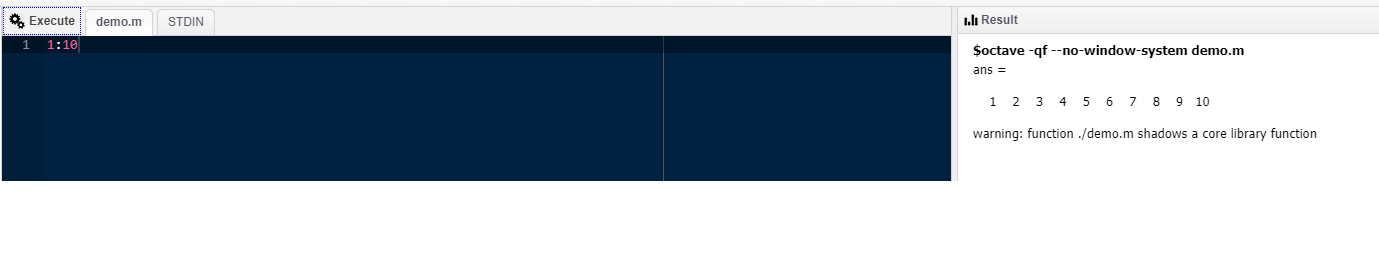 Execute demo.m STDIN
1 1:10
Result
$octave -qf --no-window-system demo.m
ans =
1 2 3 4 5 6 7 8 9 10
warning: function ./demo.m shadows a core library function